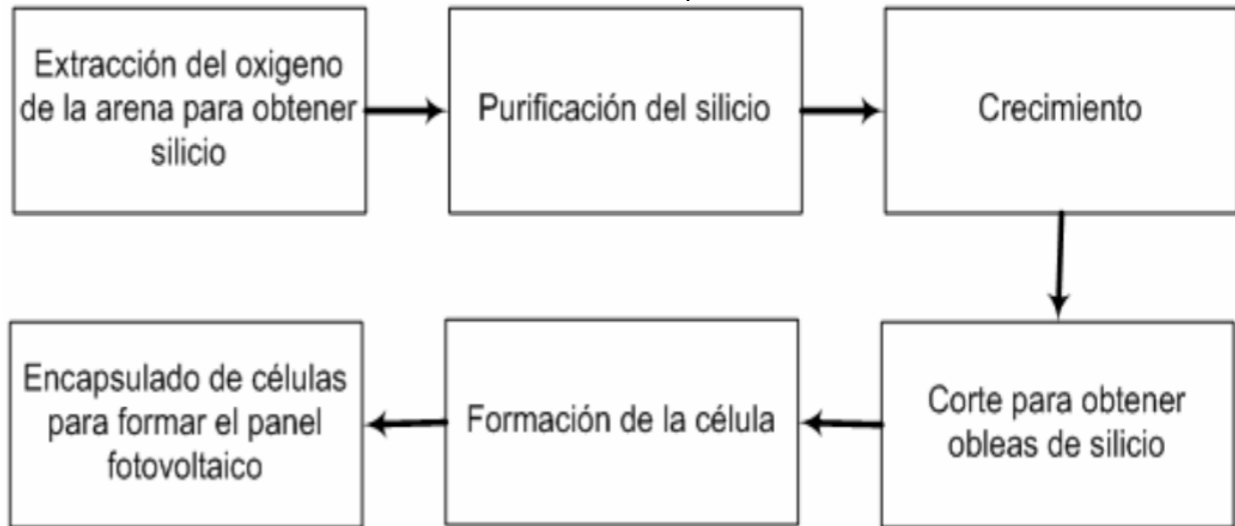 Extracción del oxigeno
de la arena para obtener
silicio
Purificación del silicio
Crecimiento
Corte para obtener
obleas de silicio
Formación de la célula
Encapsulado de células
para formar el panel
fotovoltaico